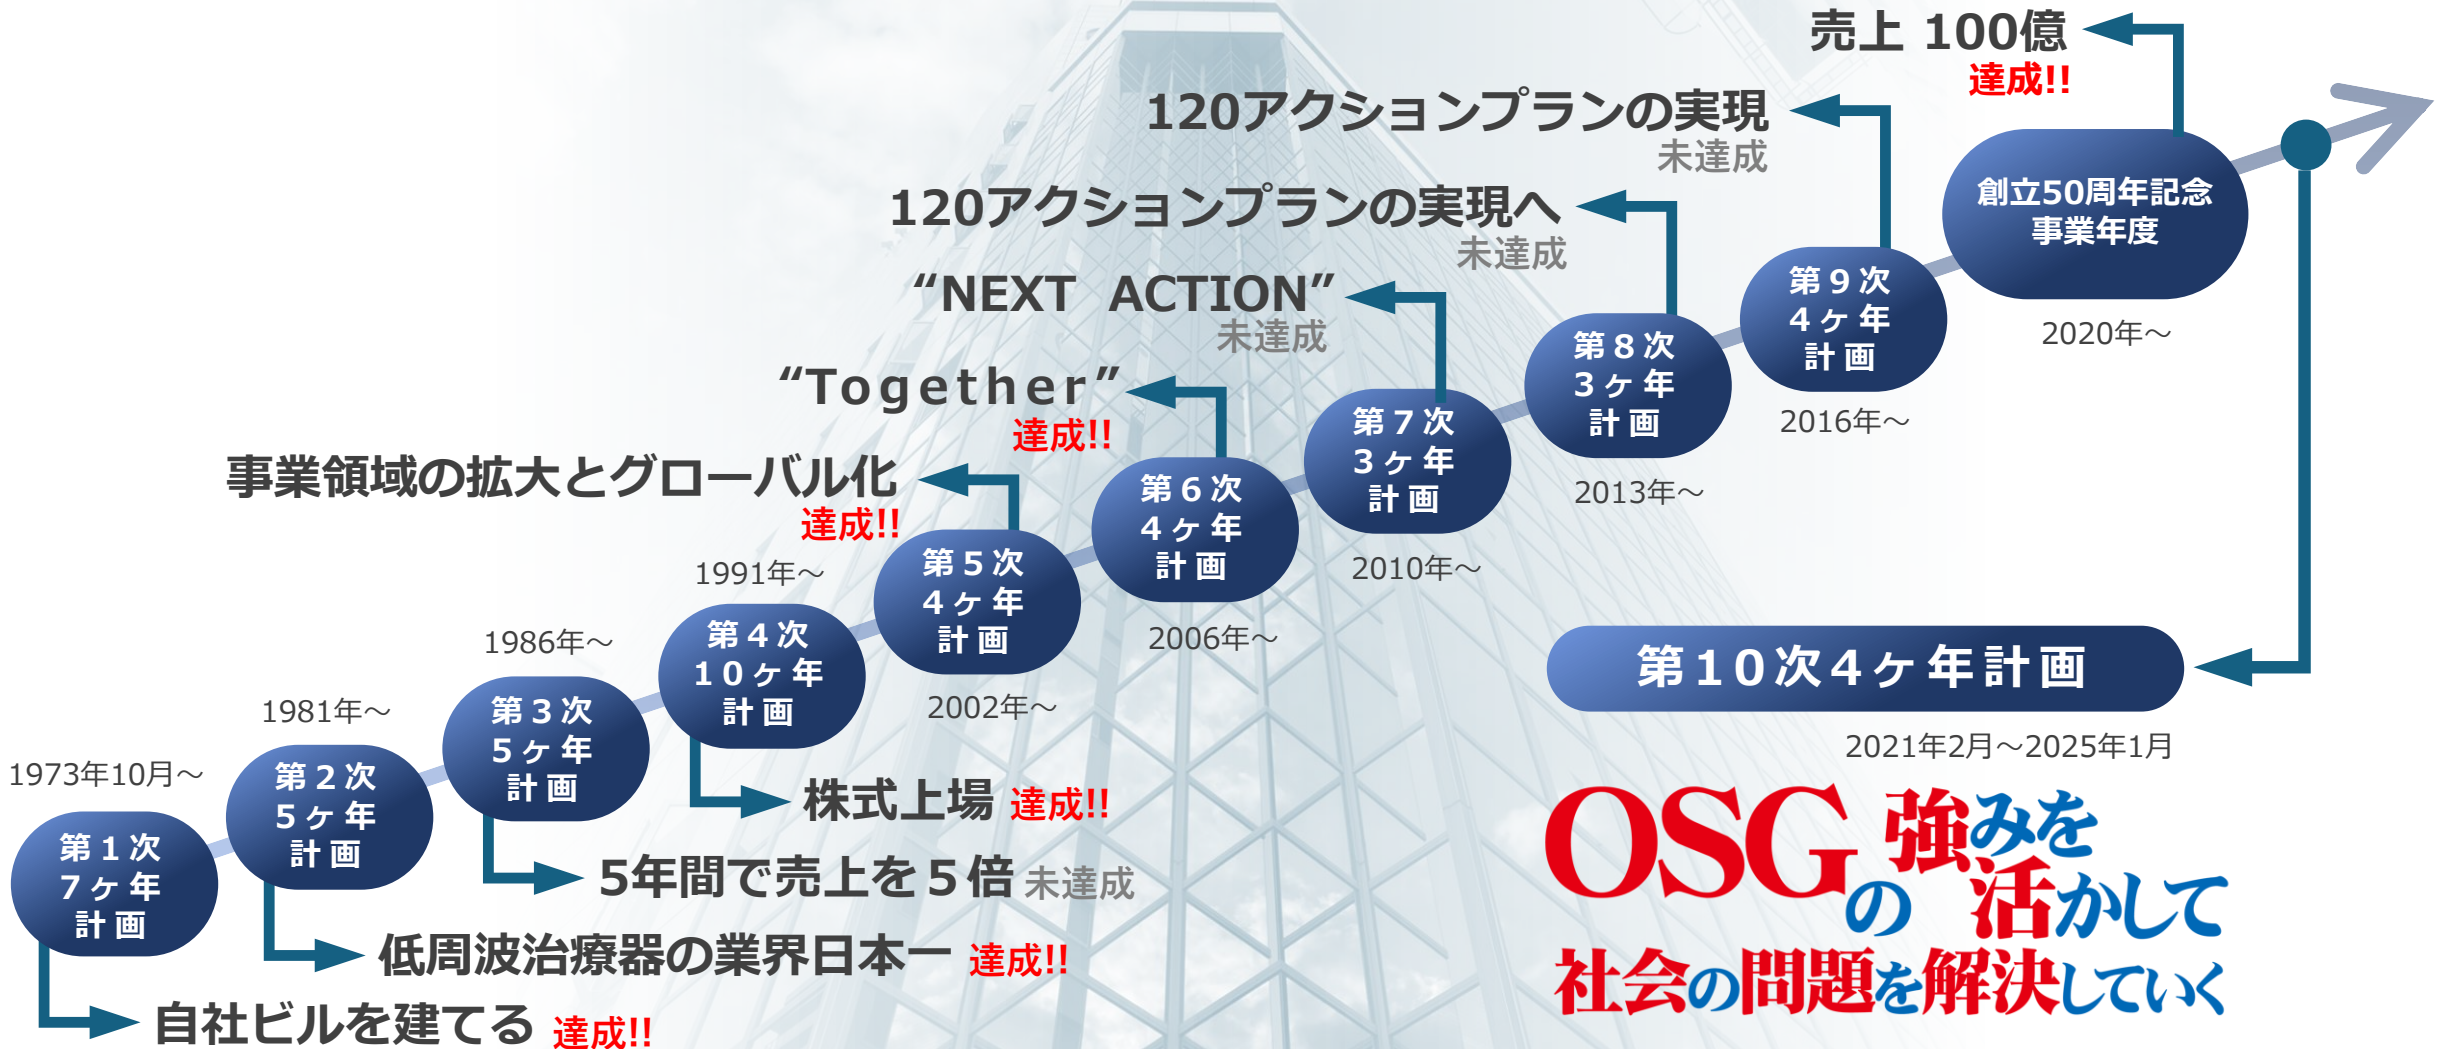 売上 100億
達成!!
120アクションプランの実現
未達成
創立50周年記念
事業年度
2020年～
120アクションプランの実現へ
未達成
第９次
４ヶ年
計画
2016年～
“NEXT ACTION”
未達成
第８次
３ヶ年
計画
2013年～
“Together”
達成!!
第７次
３ヶ年
計画
2010年～
事業領域の拡大とグローバル化
達成!!
第６次
４ヶ年
計画
2006年～
1991年～
第５次
４ヶ年
計画
2002年～
1986年～
第４次
１０ヶ年
計画
株式上場 達成!!
1981年～
第３次
５ヶ年
計画
5年間で売上を５倍 未達成
1973年10月～
第２次
５ヶ年
計画
低周波治療器の業界日本一 達成!!
第１次
７ヶ年
計画
自社ビルを建てる 達成!!
第１０次４ヶ年計画
2021年2月～2025年1月
OSGの強みを
活かして
社会の問題を解決していく